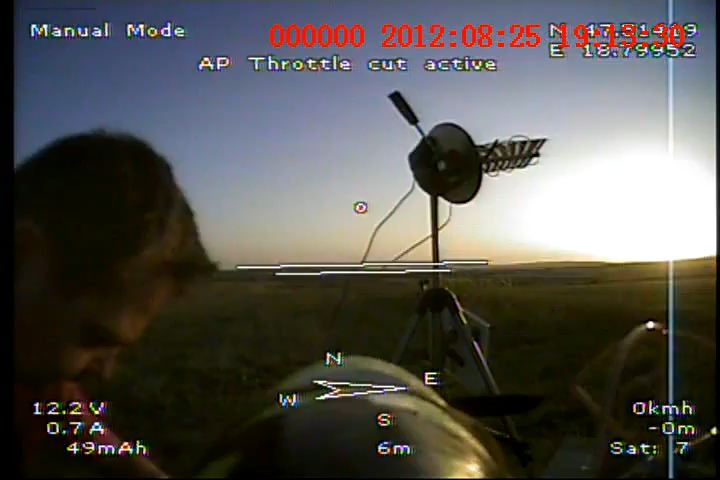 Manual Mode
000000 2012:08:25
AP Throttle cut active
E 18.79952
N
W
E
S
12.2 V
0.7 A
49mAh
6m
0kmh
-0m
Sat: 7